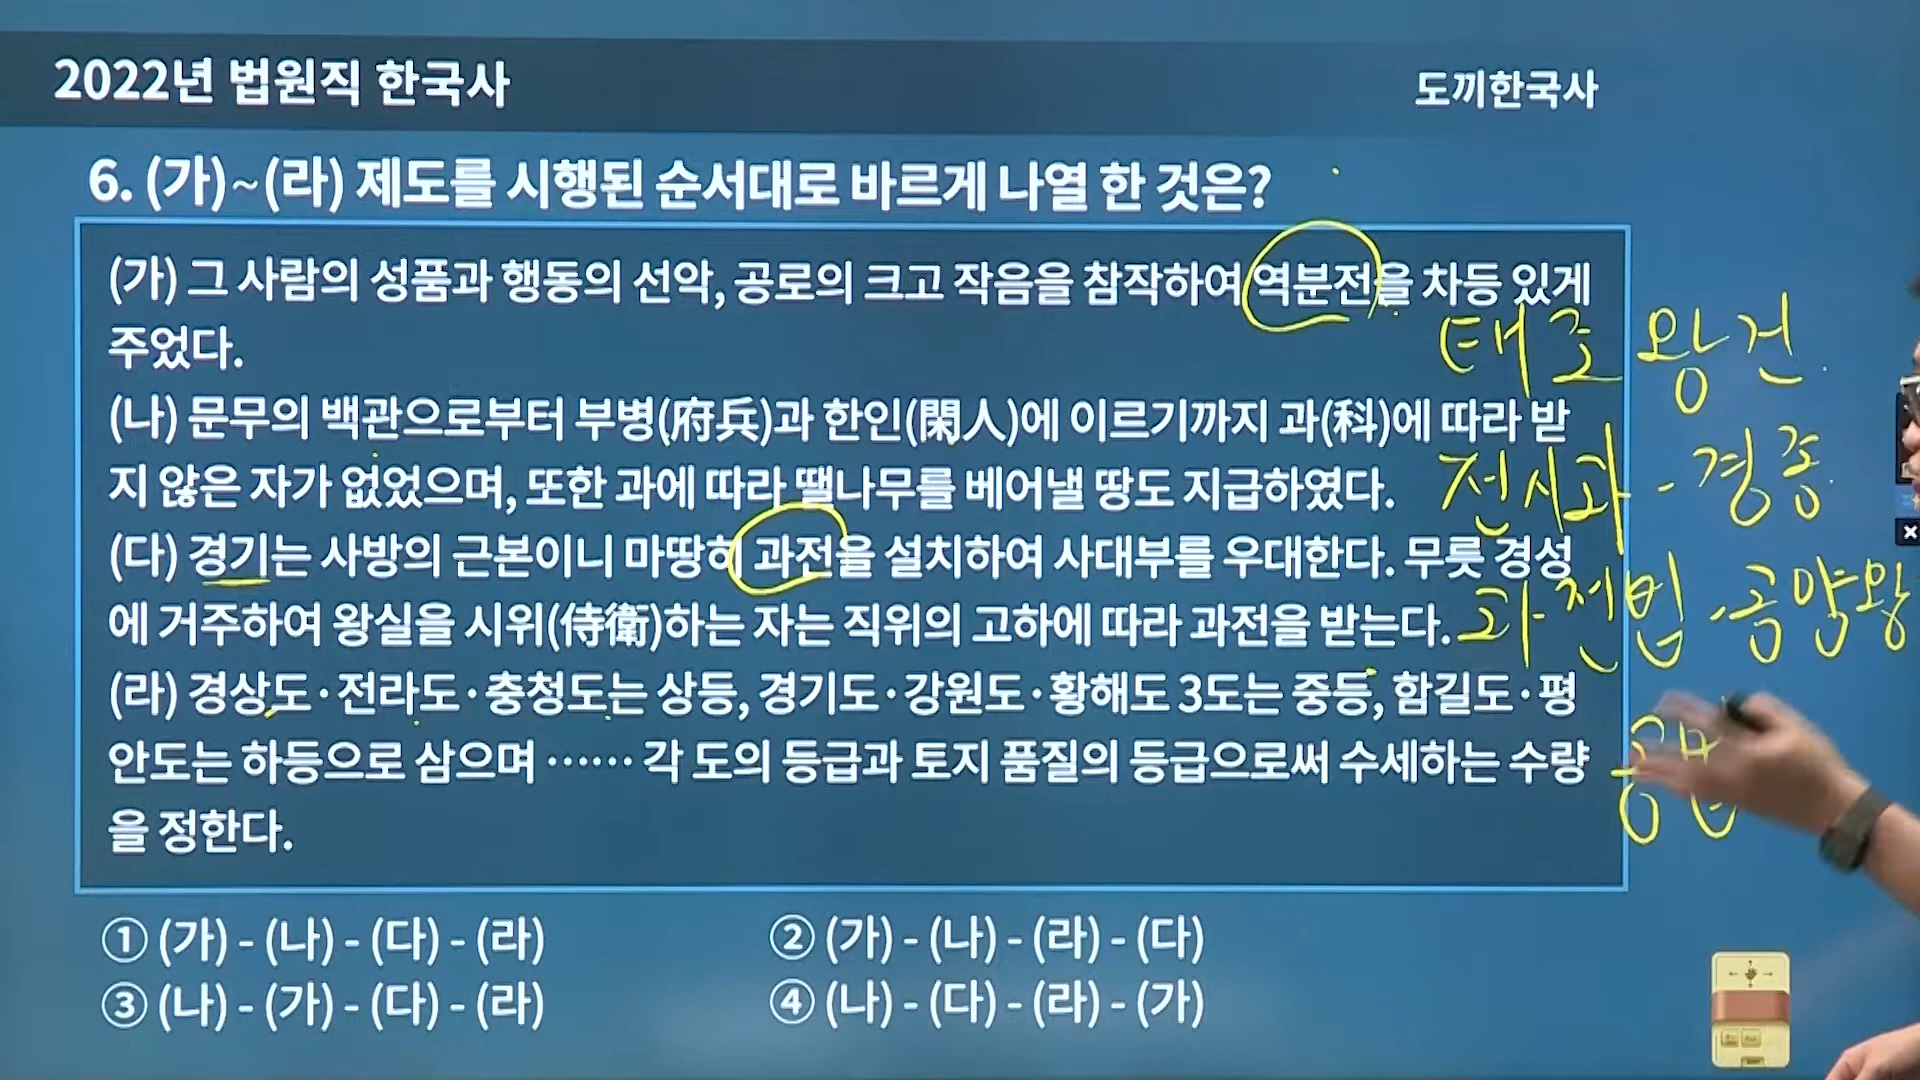 2022년 법원직 한국사
도끼한국사
6. (가)~(라) 제도를 시행된 순서대로 바르게 나열 한 것은?
(가) 그 사람의 성품과 행동의 선악, 공로의 크고 작음을 참작하여 역분전을 차등 있게
주었다.
태조 왕건
(나) 문무의 백관으로부터 부병(府兵)과 한인(閑人)에 이르기까지 과(科)에 따라 받
지 않은 자가 없었으며, 또한 과에 따라 땔나무를 베어낼 땅도 지급하였다.
전시과 - 경종
(다) 경기는 사방의 근본이니 마땅히 과전을 설치하여 사대부를 우대한다. 무릇 경성
에 거주하여 왕실을 시위(侍衛)하는 자는 직위의 고하에 따라 과전을 받는다.
과전법 - 공양왕
(라) 경상도·전라도·충청도는 상등, 경기도·강원도·황해도 3도는 중등, 함길도·평
안도는 하등으로 삼으며 …… 각 도의 등급과 토지 품질의 등급으로써 수세하는 수량
을 정한다.
공법
① (가) - (나) - (다) - (라)
② (가) - (나) - (라) - (다)
③ (나) - (가) - (다) - (라)
④ (나) - (다) - (라) - (가)